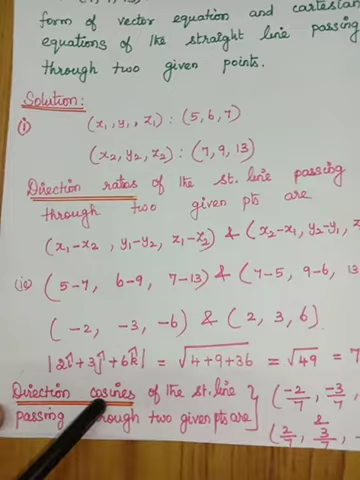 form of vector equation and cartesian
equations of the straight line passing
through two given points.
Solution:
(i) (x₁, y₁, z₁) : (5, 6, 7)
(x₂, y₂, z₂) : (7, 9, 13)
Direction ratios of the st. line passing
through two given pts are
(x₁-x₂, y₁-y₂, z₁-z₂) & (x₂-x₁, y₂-y₁, z
(ie) (5-7, 6-9, 7-13) & (7-5, 9-6, 13
(-2, -3, -6) & (2, 3, 6)
|2î+3ĵ+6k̂| = √4+9+36 = √49 = 7
Direction cosines of the st. line } (-2/7, -3/7,
&
passing through two given pts are } (2/7, 3/7,